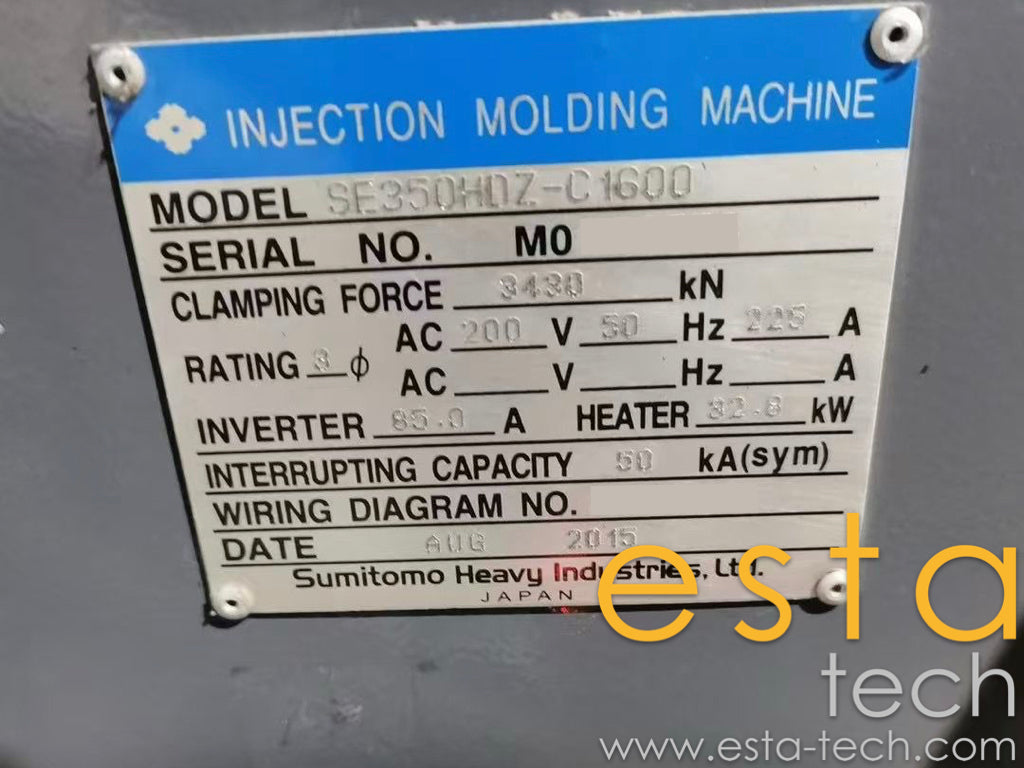 INJECTION MOLDING MACHINE
MODEL SE350HDZ-C1600
SERIAL NO. M0
CLAMPING FORCE 3430 kN
RATING 3 φ AC 200 V 50 Hz 225 A
AC V Hz A
INVERTER 85.0 A HEATER 32.8 kW
INTERRUPTING CAPACITY 50 kA(sym)
WIRING DIAGRAM NO.
DATE AUG 2015
Sumitomo Heavy Industries, Ltd.
JAPAN
esta
tech
www.esta-tech.com